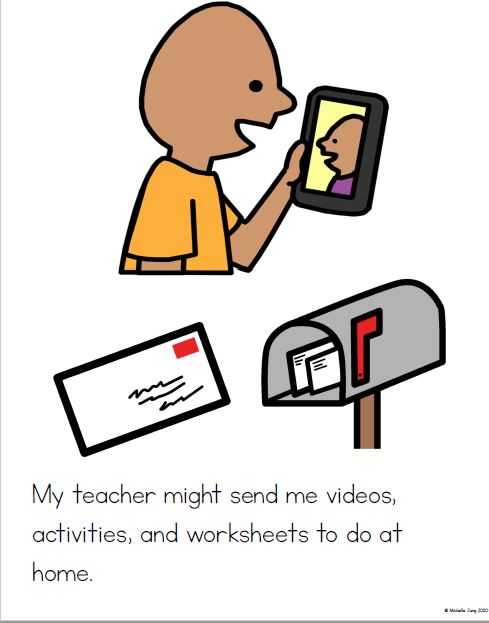 My teacher might send me videos,
activities, and worksheets to do at
home.
© Michelle Jung 2020